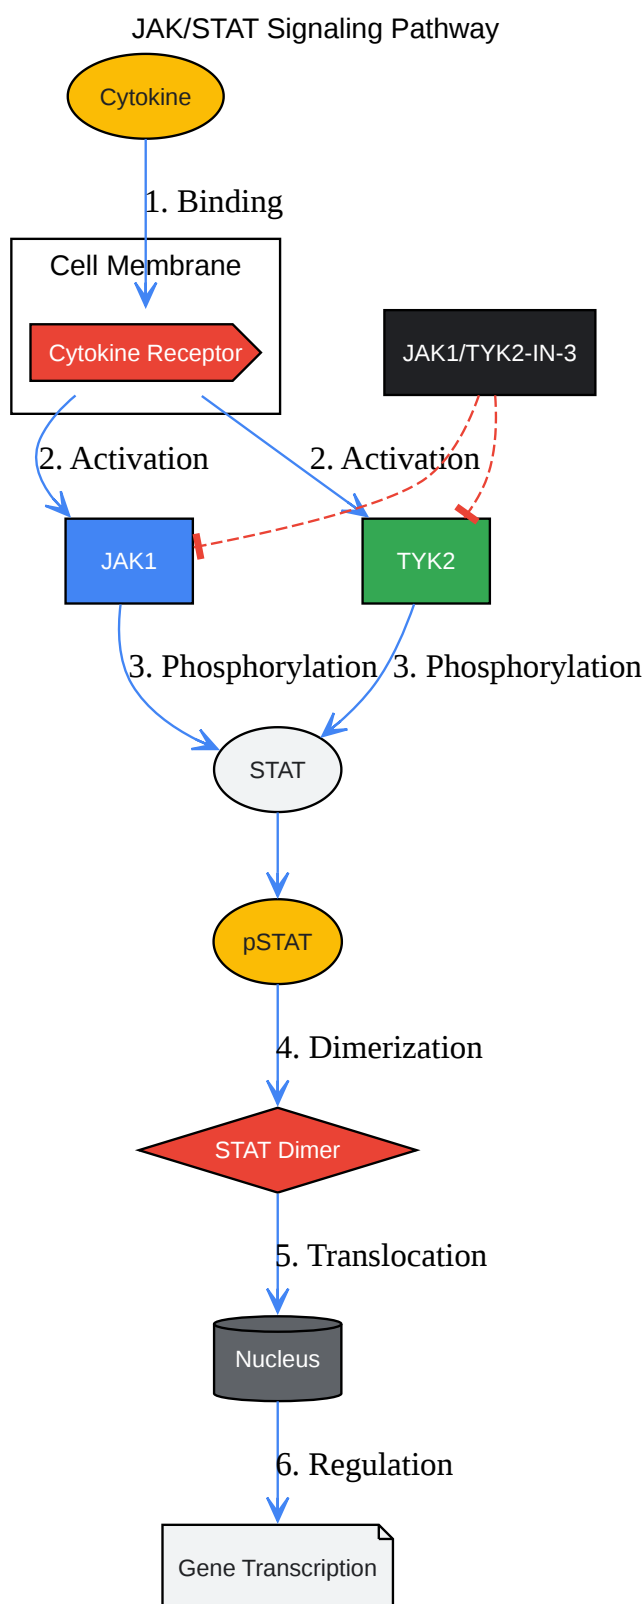 JAK/STAT Signaling Pathway
Cytokine
1. Binding
Cell Membrane
Cytokine Receptor
JAK1/TYK2-IN-3
2. Activation
2. Activation
JAK1
TYK2
3. Phosphorylation
3. Phosphorylation
STAT
pSTAT
4. Dimerization
STAT Dimer
5. Translocation
Nucleus
6. Regulation
Gene Transcription